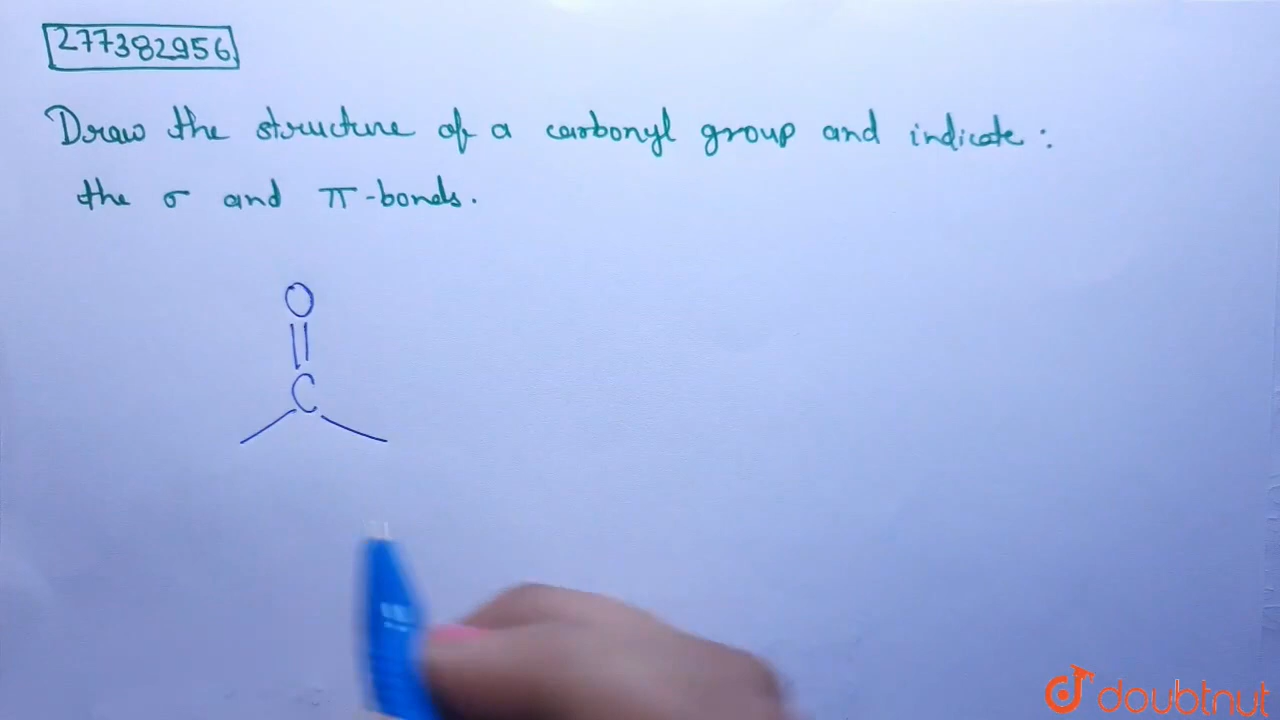 277382956
Draw the structure of a carbonyl group and indicate :
the σ and π-bonds.
O
C
doubtnut